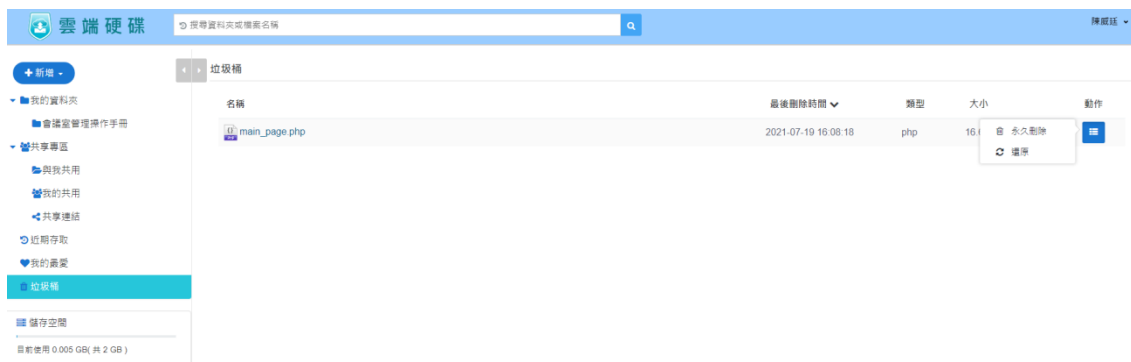 雲端硬碟
搜尋資料夾或檔案名稱
陳威廷
新增
垃圾桶
我的資料夾
會議室管理操作手冊
共享專區
與我共用
我的共用
共享連結
近期存取
我的最愛
垃圾桶
儲存空間
目前使用 0.005 GB( 共 2 GB )
名稱 最後刪除時間 類型 大小 動作
main_page.php 2021-07-19 16:08:18 php
永久刪除
還原